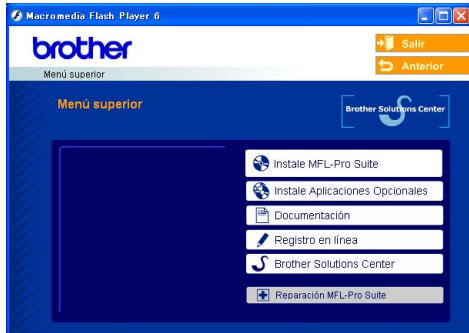 Macromedia Flash Player 6
brother
Salir
Anterior
Menú superior
Menú superior
Brother Solutions Center
Instale MFL-Pro Suite
Instale Aplicaciones Opcionales
Documentación
Registro en línea
Brother Solutions Center
Reparación MFL-Pro Suite